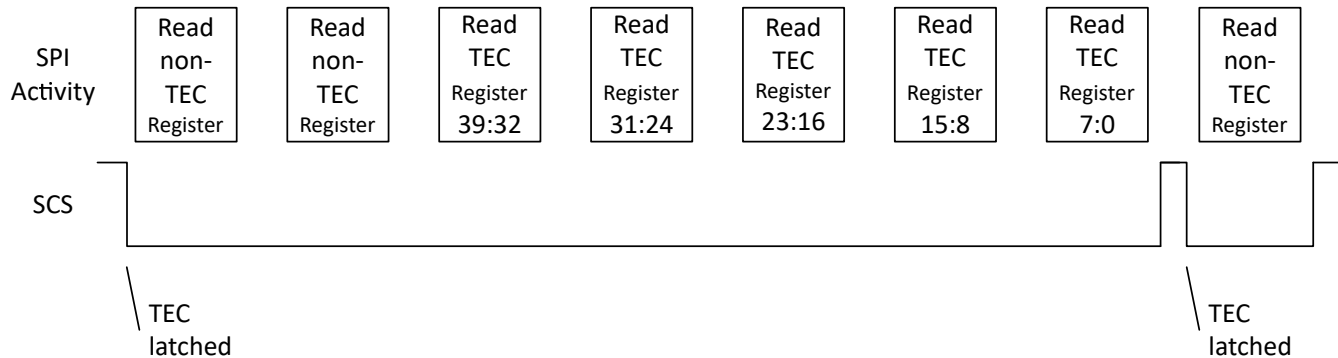 SPI
Activity
Read
non-
TEC
Register
Read
non-
TEC
Register
Read
TEC
Register
39:32
Read
TEC
Register
31:24
Read
TEC
Register
23:16
Read
TEC
Register
15:8
Read
TEC
Register
7:0
Read
non-
TEC
Register
SCS
TEC
latched
TEC
latched